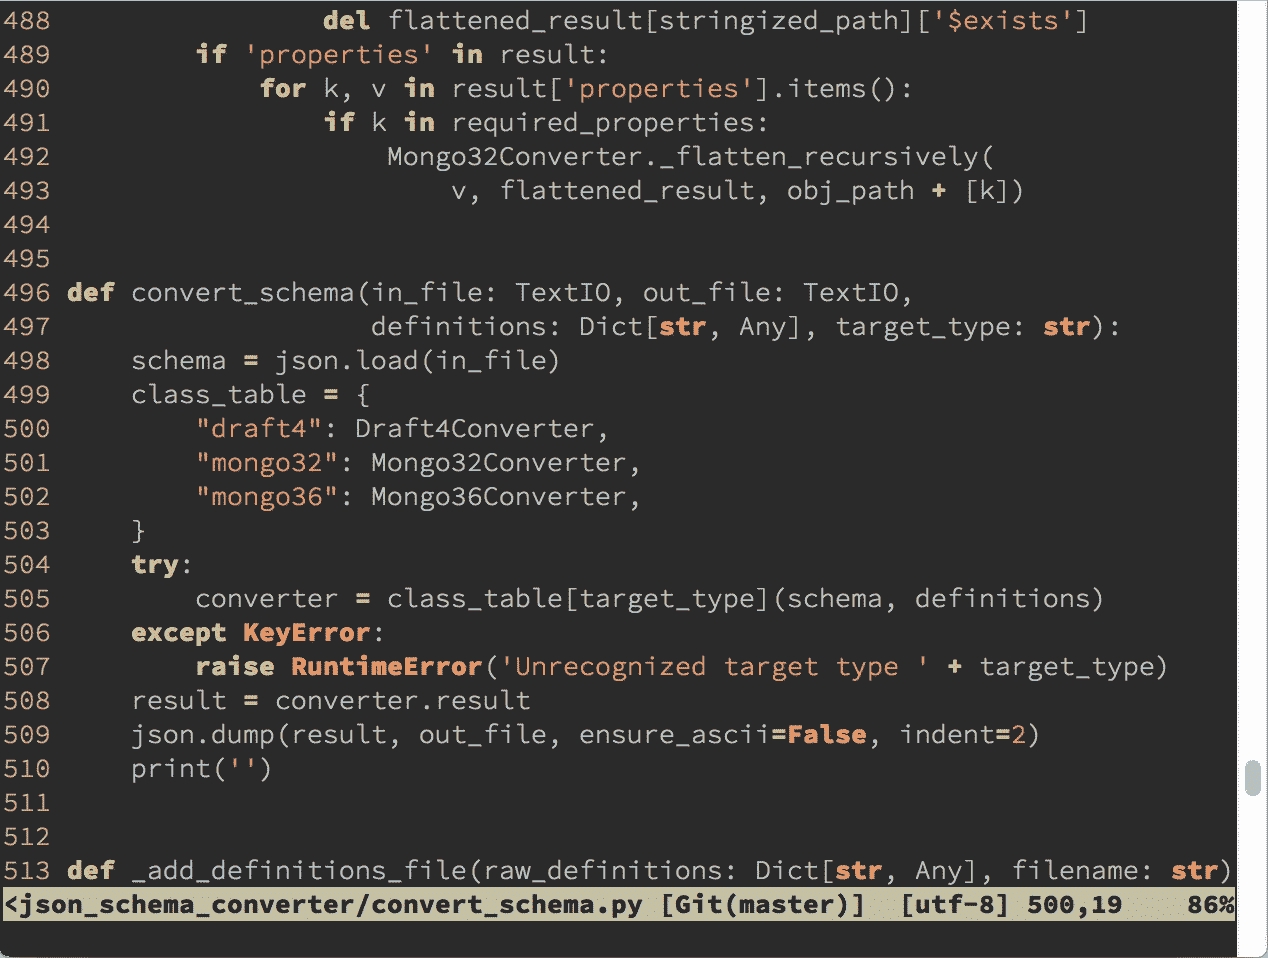 488                 del flattened_result[stringized_path]['$exists']
489         if 'properties' in result:
490             for k, v in result['properties'].items():
491                 if k in required_properties:
492                     Mongo32Converter._flatten_recursively(
493                         v, flattened_result, obj_path + [k])
494
495
496 def convert_schema(in_file: TextIO, out_file: TextIO,
497                    definitions: Dict[str, Any], target_type: str):
498     schema = json.load(in_file)
499     class_table = {
500         "draft4": Draft4Converter,
501         "mongo32": Mongo32Converter,
502         "mongo36": Mongo36Converter,
503     }
504     try:
505         converter = class_table[target_type](schema, definitions)
506     except KeyError:
507         raise RuntimeError('Unrecognized target type ' + target_type)
508     result = converter.result
509     json.dump(result, out_file, ensure_ascii=False, indent=2)
510     print('')
511
512
513 def _add_definitions_file(raw_definitions: Dict[str, Any], filename: str)
<json_schema_converter/convert_schema.py [Git(master)]  [utf-8] 500,19    86%